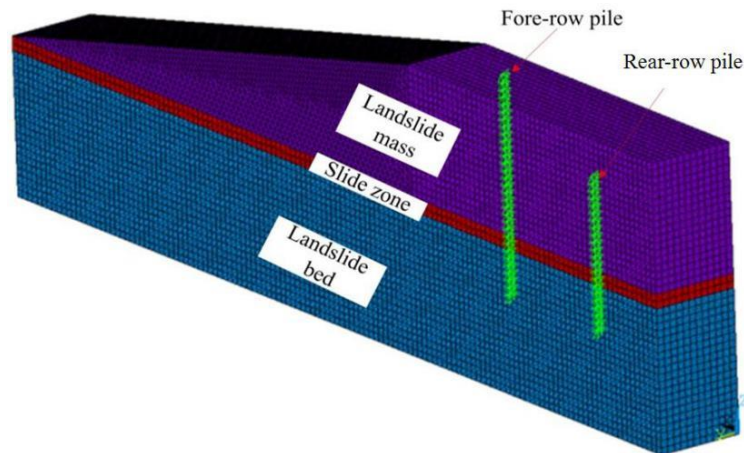 Fore-row pile
Rear-row pile
Landslide
mass
Slide zone
Landslide
bed